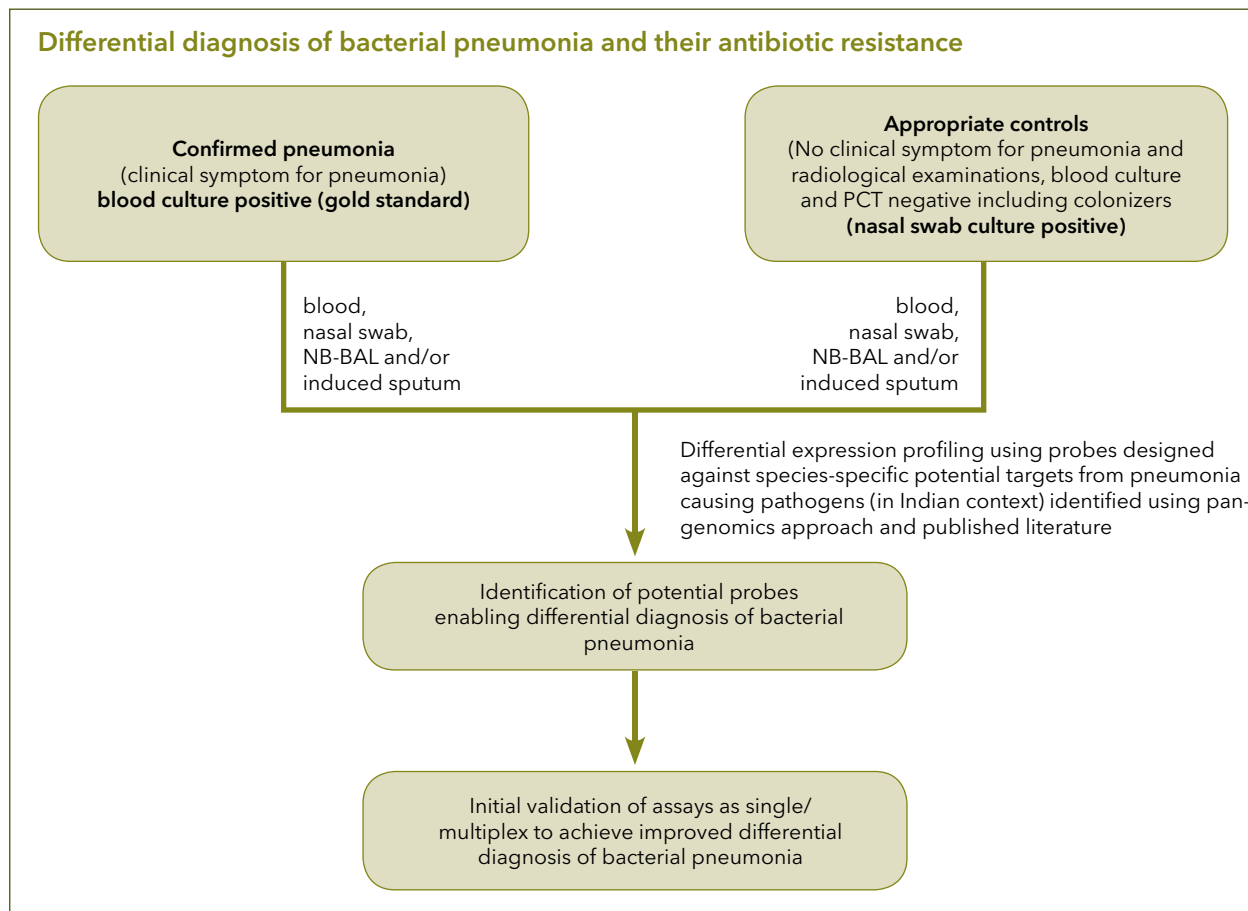 Differential diagnosis of bacterial pneumonia and their antibiotic resistance
Confirmed pneumonia
(clinical symptom for pneumonia)
blood culture positive (gold standard)
Appropriate controls
(No clinical symptom for pneumonia and
radiological examinations, blood culture
and PCT negative including colonizers
(nasal swab culture positive)
blood,
nasal swab,
NB-BAL and/or
induced sputum
blood,
nasal swab,
NB-BAL and/or
induced sputum
Differential expression profiling using probes designed
against species-specific potential targets from pneumonia
causing pathogens (in Indian context) identified using pan-
genomics approach and published literature
Identification of potential probes
enabling differential diagnosis of bacterial
pneumonia
Initial validation of assays as single/
multiplex to achieve improved differential
diagnosis of bacterial pneumonia